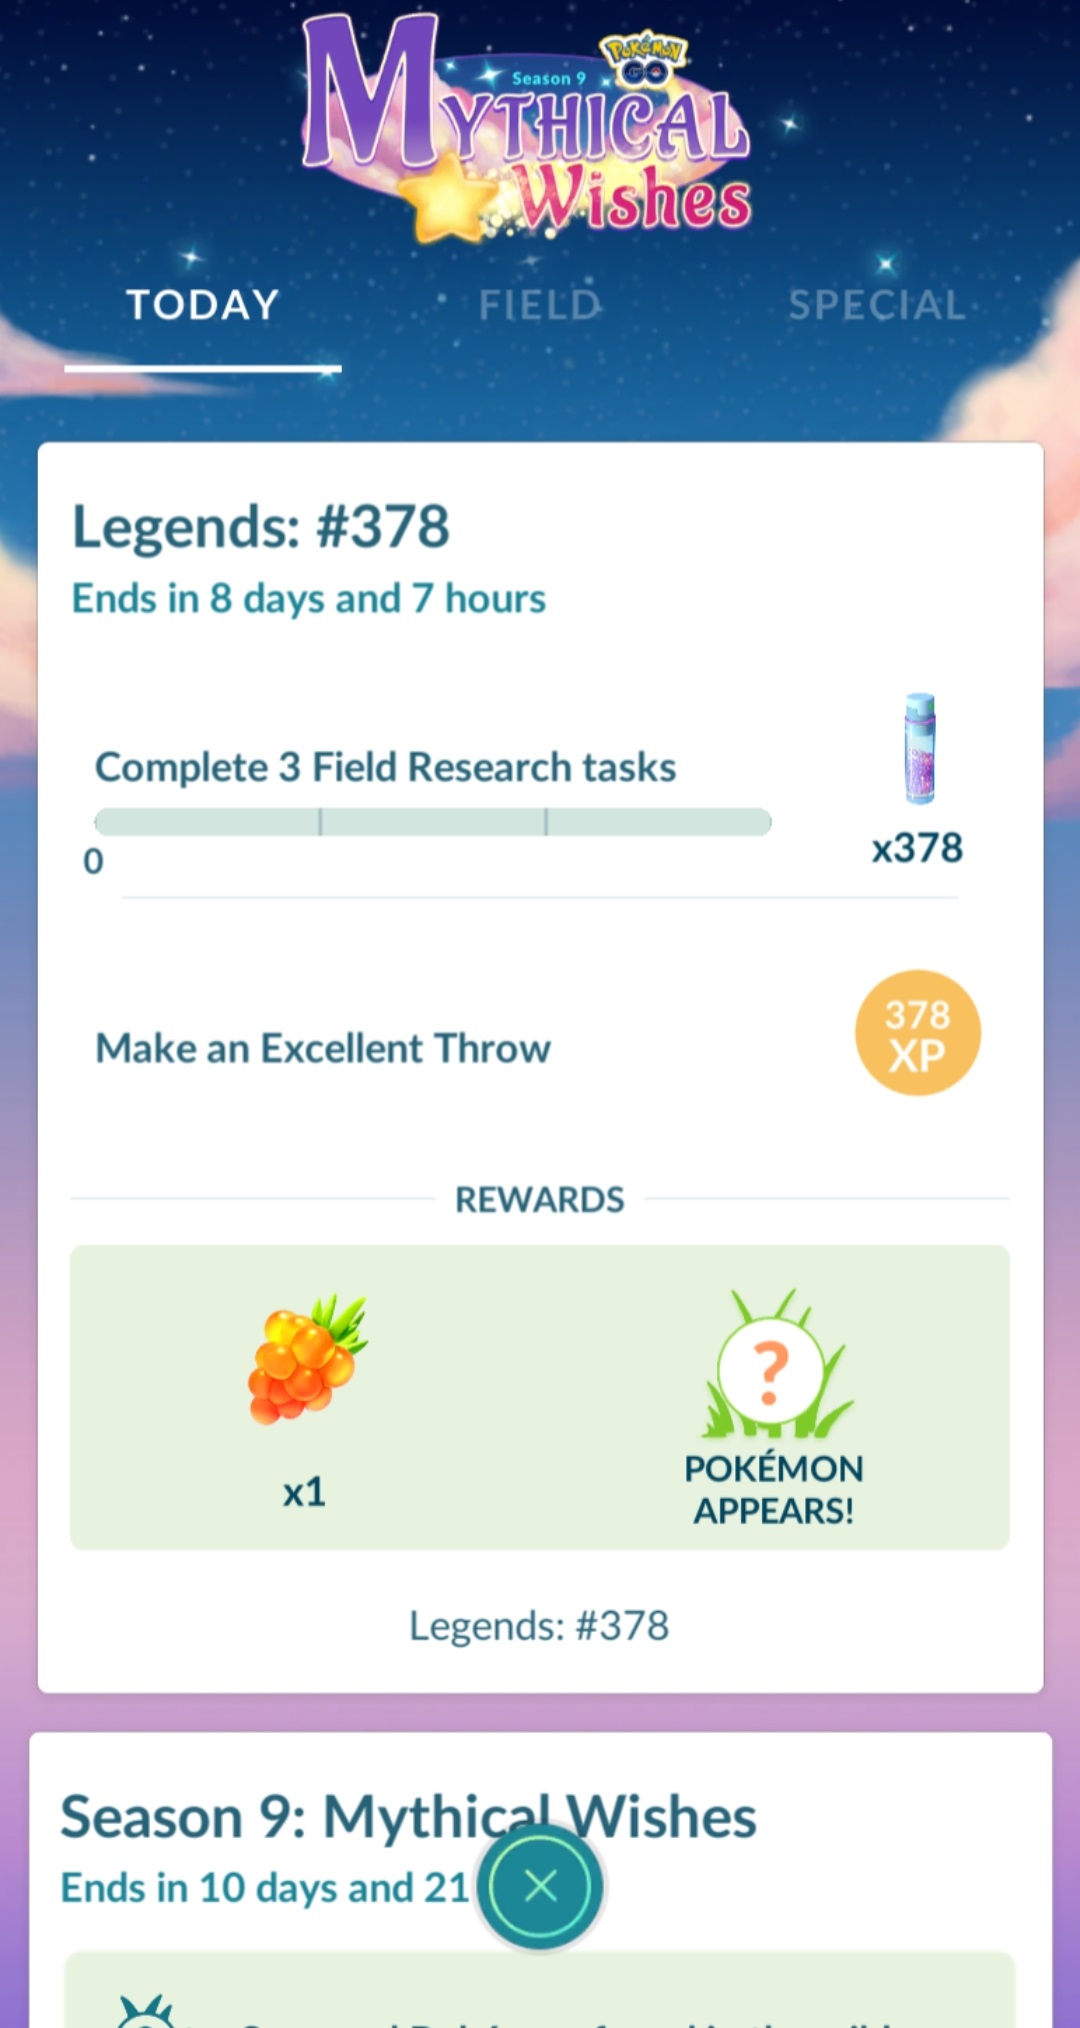 Pokémon
GO
Season 9
Mythical
Wishes
TODAY
FIELD
SPECIAL
Legends: #378
Ends in 8 days and 7 hours
Complete 3 Field Research tasks
0
x378
Make an Excellent Throw
378
XP
REWARDS
?
x1
POKÉMON
APPEARS!
Legends: #378
Season 9: Mythical Wishes
Ends in 10 days and 21